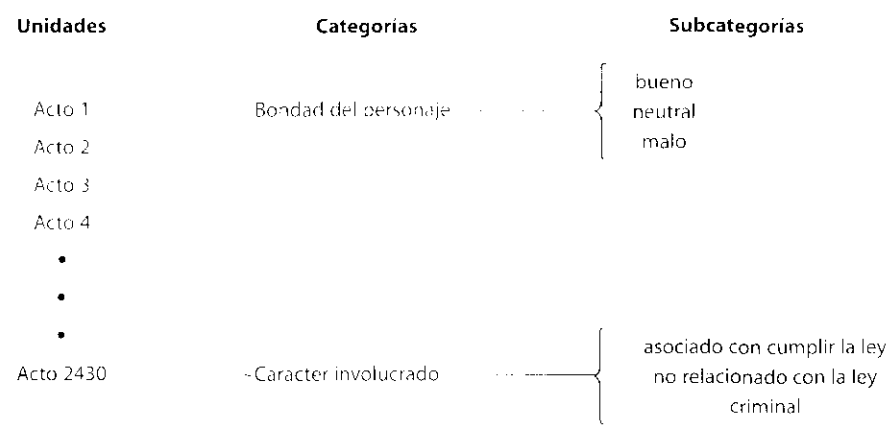 Unidades Categorías Subcategorías
bueno
Acto 1 Bondad del personaje neutral
Acto 2 malo
Acto 3
Acto 4
•
•
•
asociado con cumplir la ley
Acto 2430 -Caracter involucrado no relacionado con la ley
criminal